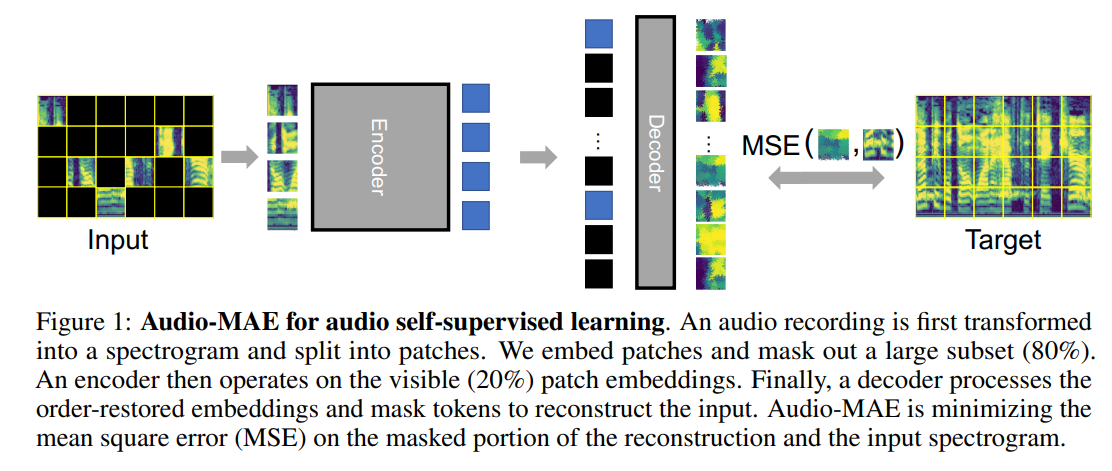 Input
Encoder
Decoder
MSE( , )
Target
Figure 1: Audio-MAE for audio self-supervised learning. An audio recording is first transformed
into a spectrogram and split into patches. We embed patches and mask out a large subset (80%).
An encoder then operates on the visible (20%) patch embeddings. Finally, a decoder processes the
order-restored embeddings and mask tokens to reconstruct the input. Audio-MAE is minimizing the
mean square error (MSE) on the masked portion of the reconstruction and the input spectrogram.